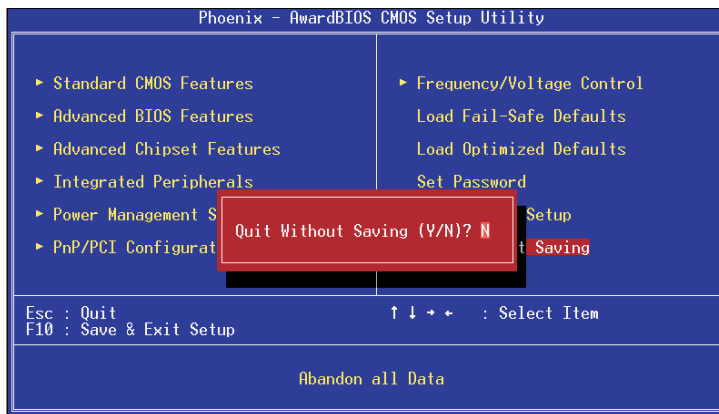 Phoenix - AwardBIOS CMOS Setup Utility
► Standard CMOS Features
► Advanced BIOS Features
► Advanced Chipset Features
► Integrated Peripherals
► Power Management S
► PnP/PCI Configurat
► Frequency/Voltage Control
Load Fail-Safe Defaults
Load Optimized Defaults
Set Password
Setup
t Saving
Quit Without Saving (Y/N)? N
Esc : Quit
F10 : Save & Exit Setup
↑ ↓ → ← : Select Item
Abandon all Data